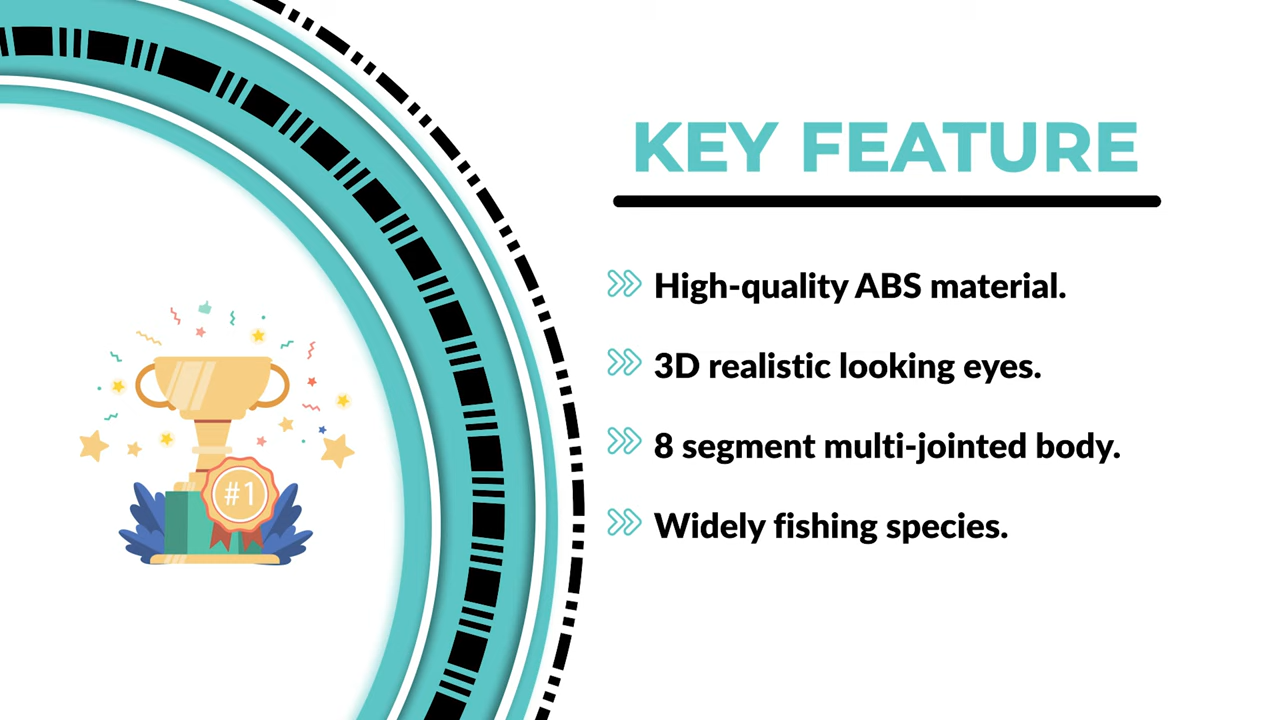 KEY FEATURE
High-quality ABS material.
3D realistic looking eyes.
8 segment multi-jointed body.
Widely fishing species.
#1